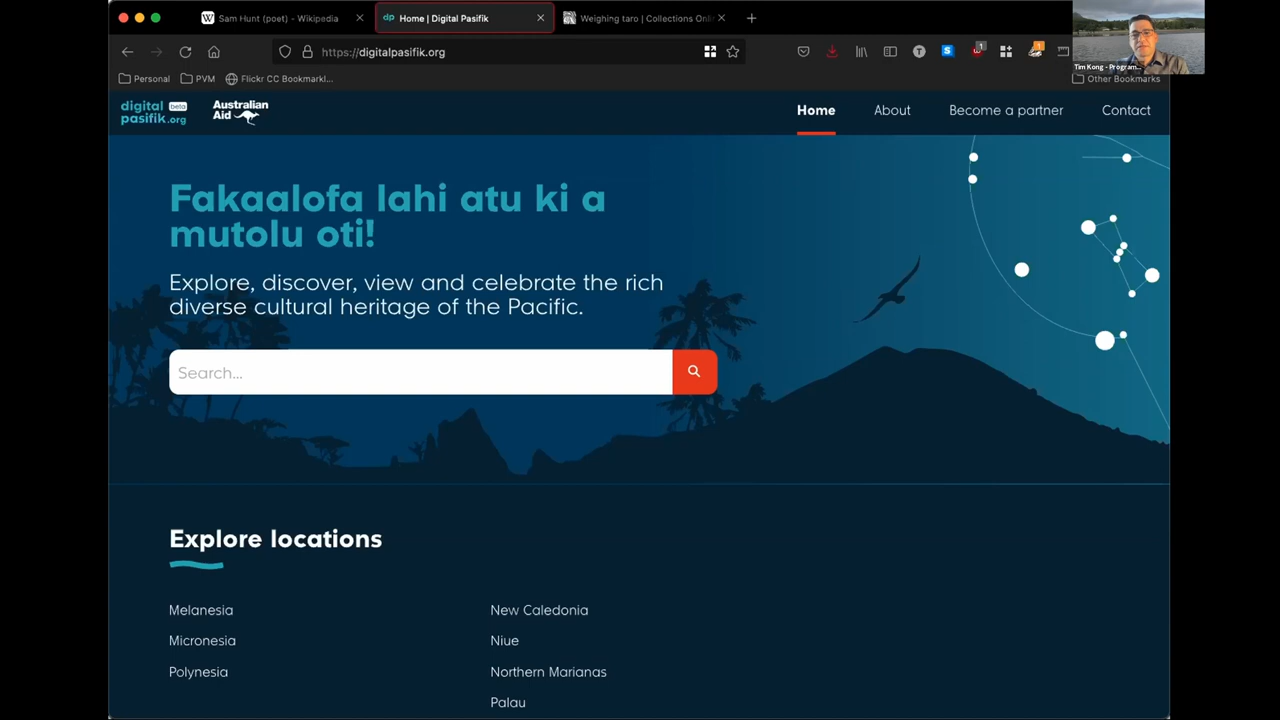 Sam Hunt (poet) - Wikipedia
dp Home | Digital Pasifik
Weighing taro | Collections Onli
https://digitalpasifik.org
Personal
PVM
Flickr CC Bookmarkl...
Tim Kong - Program...
Other Bookmarks
digital beta
pasifik.org
Australian
Aid
Home
About
Become a partner
Contact
Fakaalofa lahi atu ki a
mutolu oti!
Explore, discover, view and celebrate the rich
diverse cultural heritage of the Pacific.
Search...
Explore locations
Melanesia
New Caledonia
Micronesia
Niue
Polynesia
Northern Marianas
Palau